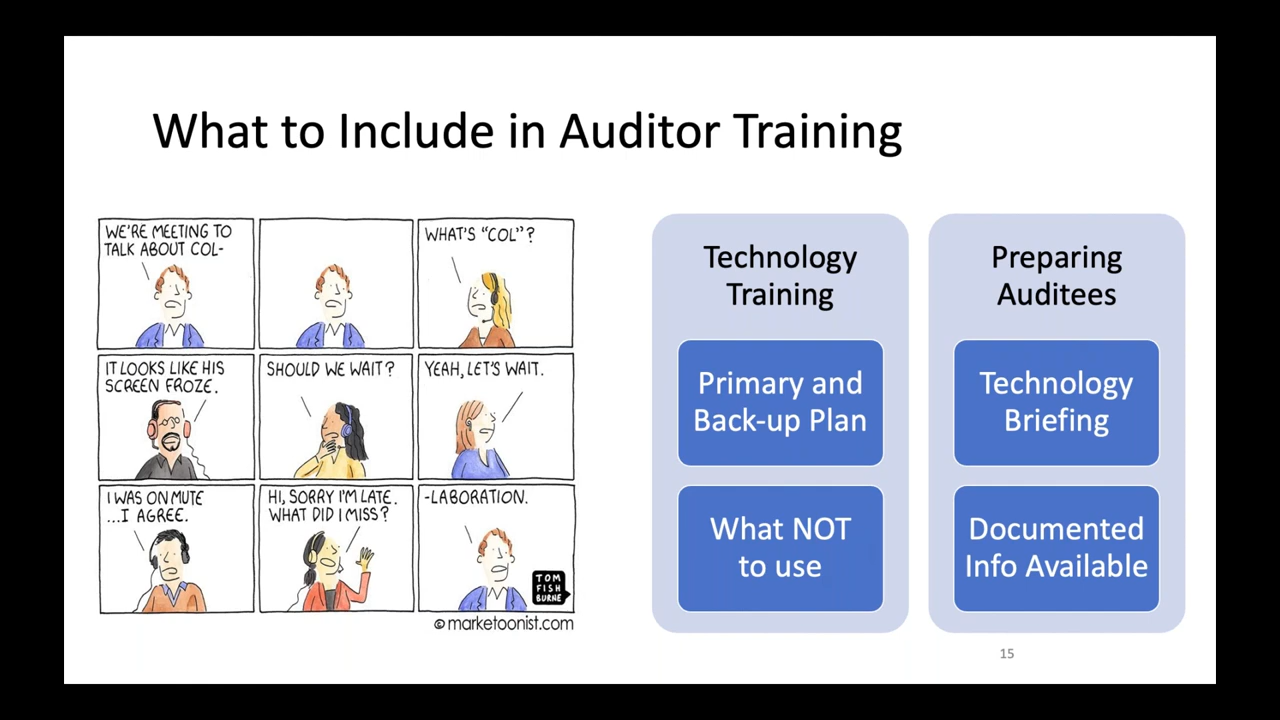 What to Include in Auditor Training
WE'RE MEETING TO
TALK ABOUT COL-
WHAT'S "COL"?
IT LOOKS LIKE HIS
SCREEN FROZE.
SHOULD WE WAIT?
YEAH, LET'S WAIT.
I WAS ON MUTE
...I AGREE.
HI, SORRY I'M LATE.
WHAT DID I MISS?
-LABORATION.
TOM
FISH
BURNE
© marketoonist.com
Technology
Training
Primary and
Back-up Plan
What NOT
to use
Preparing
Auditees
Technology
Briefing
Documented
Info Available
15